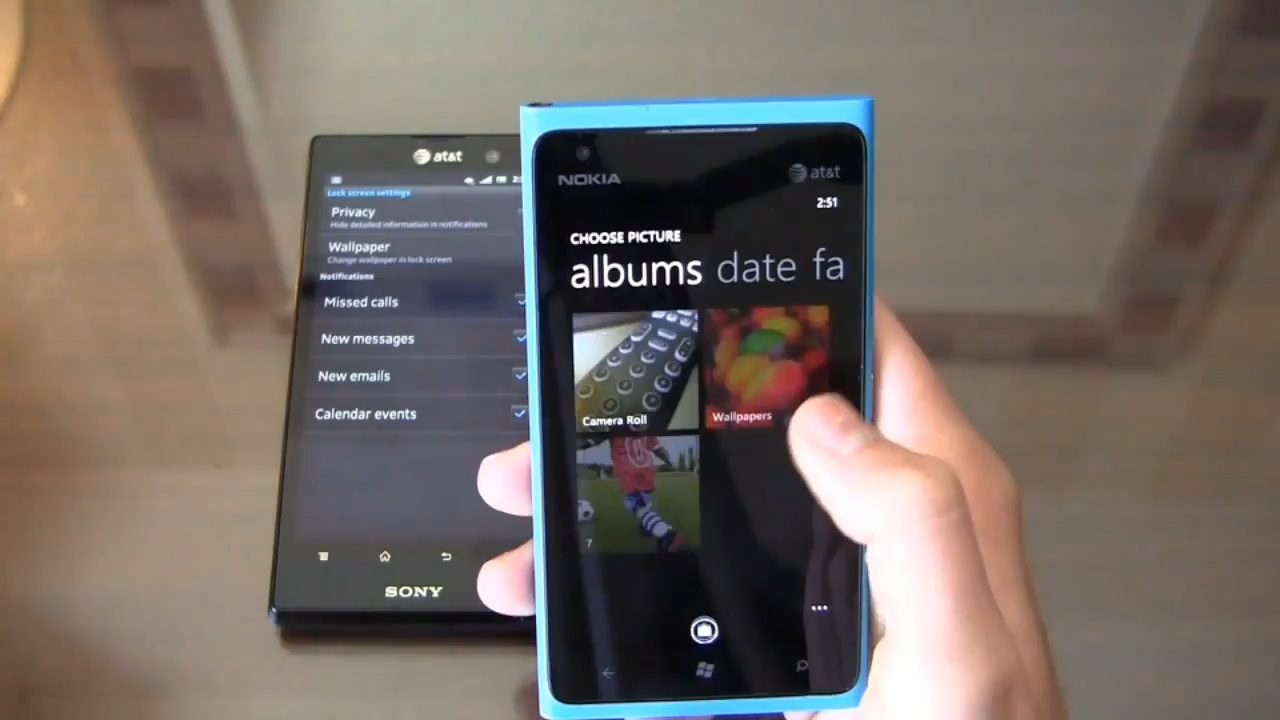 at&t
2:
Lock screen settings
Privacy
Hide detailed information in notifications
Wallpaper
Change wallpaper in lock screen
Notifications
Missed calls
New messages
New emails
Calendar events
SONY
NOKIA
at&t
2:51
CHOOSE PICTURE
albums date fa
Camera Roll
Wallpapers
7